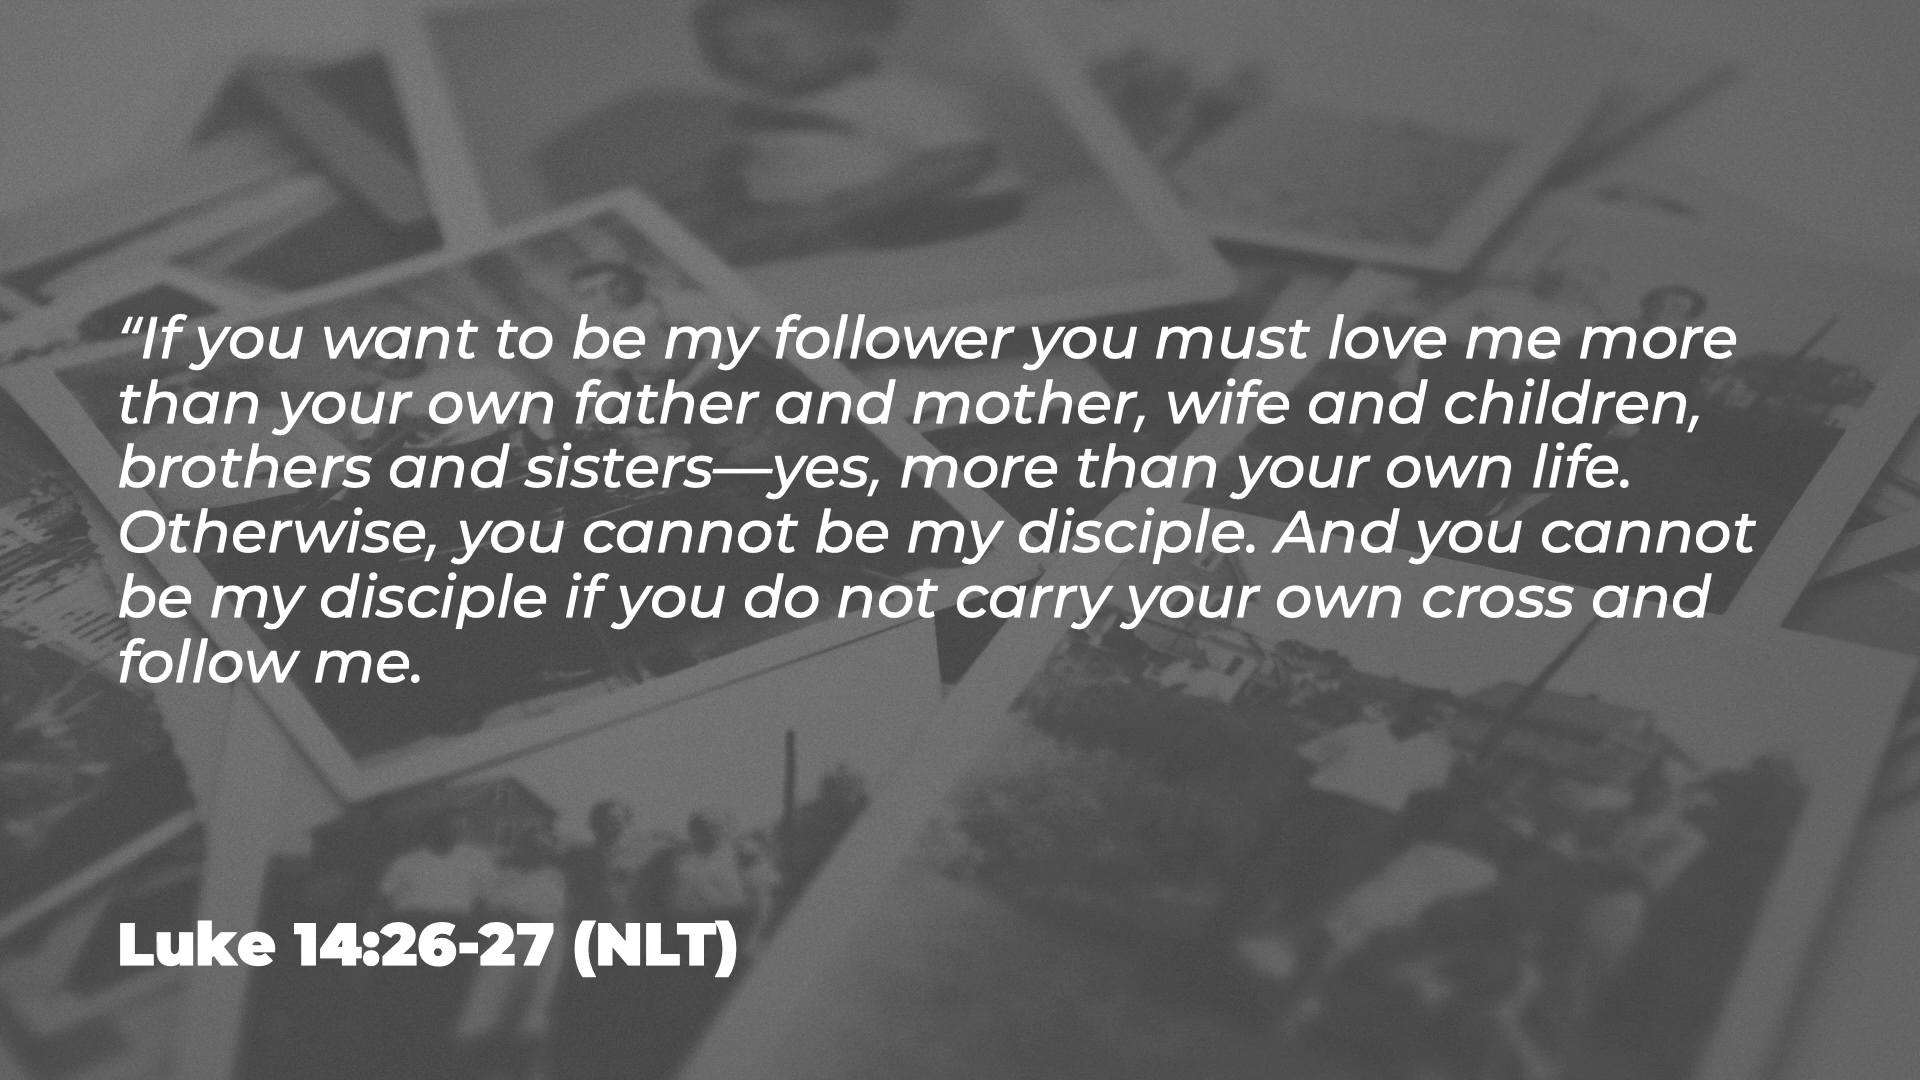 “If you want to be my follower you must love me more
than your own father and mother, wife and children,
brothers and sisters—yes, more than your own life.
Otherwise, you cannot be my disciple. And you cannot
be my disciple if you do not carry your own cross and
follow me.
Luke 14:26-27 (NLT)